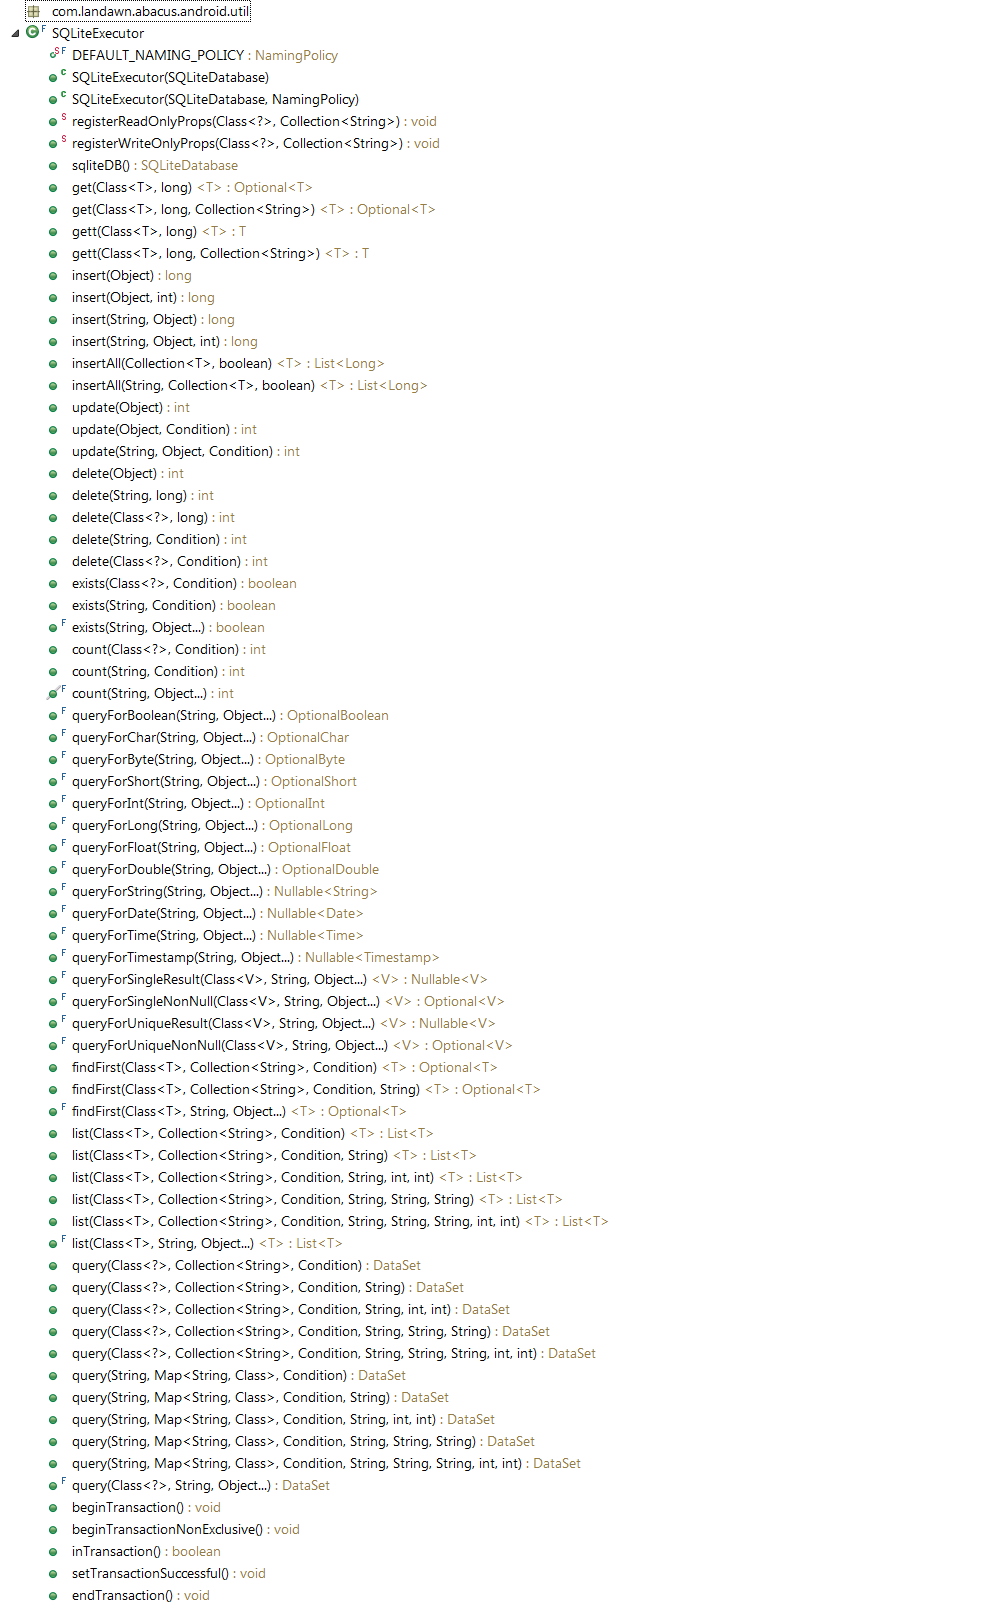 com.landawn.abacus.android.util
SQLiteExecutor
DEFAULT_NAMING_POLICY : NamingPolicy
SQLiteExecutor(SQLiteDatabase)
SQLiteExecutor(SQLiteDatabase, NamingPolicy)
registerReadOnlyProps(Class<?>, Collection<String>) : void
registerWriteOnlyProps(Class<?>, Collection<String>) : void
sqliteDB() : SQLiteDatabase
get(Class<T>, long) <T> : Optional<T>
get(Class<T>, long, Collection<String>) <T> : Optional<T>
gett(Class<T>, long) <T> : T
gett(Class<T>, long, Collection<String>) <T> : T
insert(Object) : long
insert(Object, int) : long
insert(String, Object) : long
insert(String, Object, int) : long
insertAll(Collection<T>, boolean) <T> : List<Long>
insertAll(String, Collection<T>, boolean) <T> : List<Long>
update(Object) : int
update(Object, Condition) : int
update(String, Object, Condition) : int
delete(Object) : int
delete(String, long) : int
delete(Class<?>, long) : int
delete(String, Condition) : int
delete(Class<?>, Condition) : int
exists(Class<?>, Condition) : boolean
exists(String, Condition) : boolean
exists(String, Object...) : boolean
count(Class<?>, Condition) : int
count(String, Condition) : int
count(String, Object...) : int
queryForBoolean(String, Object...) : OptionalBoolean
queryForChar(String, Object...) : OptionalChar
queryForByte(String, Object...) : OptionalByte
queryForShort(String, Object...) : OptionalShort
queryForInt(String, Object...) : OptionalInt
queryForLong(String, Object...) : OptionalLong
queryForFloat(String, Object...) : OptionalFloat
queryForDouble(String, Object...) : OptionalDouble
queryForString(String, Object...) : Nullable<String>
queryForDate(String, Object...) : Nullable<Date>
queryForTime(String, Object...) : Nullable<Time>
queryForTimestamp(String, Object...) : Nullable<Timestamp>
queryForSingleResult(Class<V>, String, Object...) <V> : Nullable<V>
queryForSingleNonNull(Class<V>, String, Object...) <V> : Optional<V>
queryForUniqueResult(Class<V>, String, Object...) <V> : Nullable<V>
queryForUniqueNonNull(Class<V>, String, Object...) <V> : Optional<V>
findFirst(Class<T>, Collection<String>, Condition) <T> : Optional<T>
findFirst(Class<T>, Collection<String>, Condition, String) <T> : Optional<T>
findFirst(Class<T>, String, Object...) <T> : Optional<T>
list(Class<T>, Collection<String>, Condition) <T> : List<T>
list(Class<T>, Collection<String>, Condition, String) <T> : List<T>
list(Class<T>, Collection<String>, Condition, String, int, int) <T> : List<T>
list(Class<T>, Collection<String>, Condition, String, String, String) <T> : List<T>
list(Class<T>, Collection<String>, Condition, String, String, String, int, int) <T> : List<T>
list(Class<T>, String, Object...) <T> : List<T>
query(Class<?>, Collection<String>, Condition) : DataSet
query(Class<?>, Collection<String>, Condition, String) : DataSet
query(Class<?>, Collection<String>, Condition, String, int, int) : DataSet
query(Class<?>, Collection<String>, Condition, String, String, String) : DataSet
query(Class<?>, Collection<String>, Condition, String, String, String, int, int) : DataSet
query(String, Map<String, Class>, Condition) : DataSet
query(String, Map<String, Class>, Condition, String) : DataSet
query(String, Map<String, Class>, Condition, String, int, int) : DataSet
query(String, Map<String, Class>, Condition, String, String, String) : DataSet
query(String, Map<String, Class>, Condition, String, String, String, int, int) : DataSet
query(Class<?>, String, Object...) : DataSet
beginTransaction() : void
beginTransactionNonExclusive() : void
inTransaction() : boolean
setTransactionSuccessful() : void
endTransaction() : void